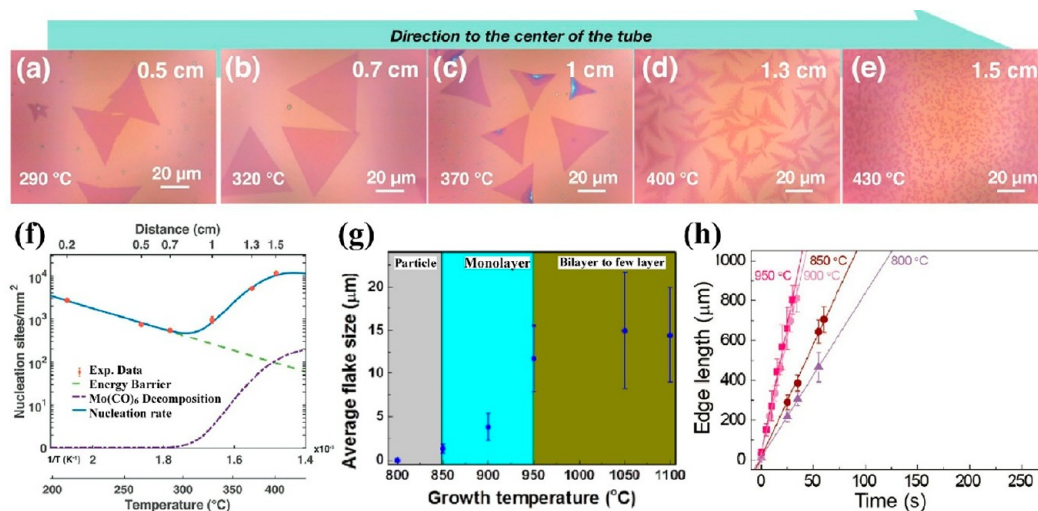 Direction to the center of the tube
(a) 0.5 cm
290 °C 20 μm
(b) 0.7 cm
320 °C 20 μm
(c) 1 cm
370 °C 20 μm
(d) 1.3 cm
400 °C 20 μm
(e) 1.5 cm
430 °C 20 μm
(f)
Distance (cm)
0.2 0.5 0.7 1 1.3 1.5
Nucleation sites/mm²
10⁴
10³
10²
10¹
0
Exp. Data
Energy Barrier
Mo(CO)₆ Decomposition
Nucleation rate
1/T (K⁻¹) 2 1.8 1.6 1.4
200 250 300 350 400
Temperature (°C)
(g)
Particle Monolayer Bilayer to few layer
Average flake size (μm)
20
15
10
5
0
800 850 900 950 1050 1100
Growth temperature (°C)
(h)
950 °C 900 °C 850 °C 800 °C
Edge length (μm)
1000
800
600
400
200
0
0 50 100 150 200 250
Time (s)